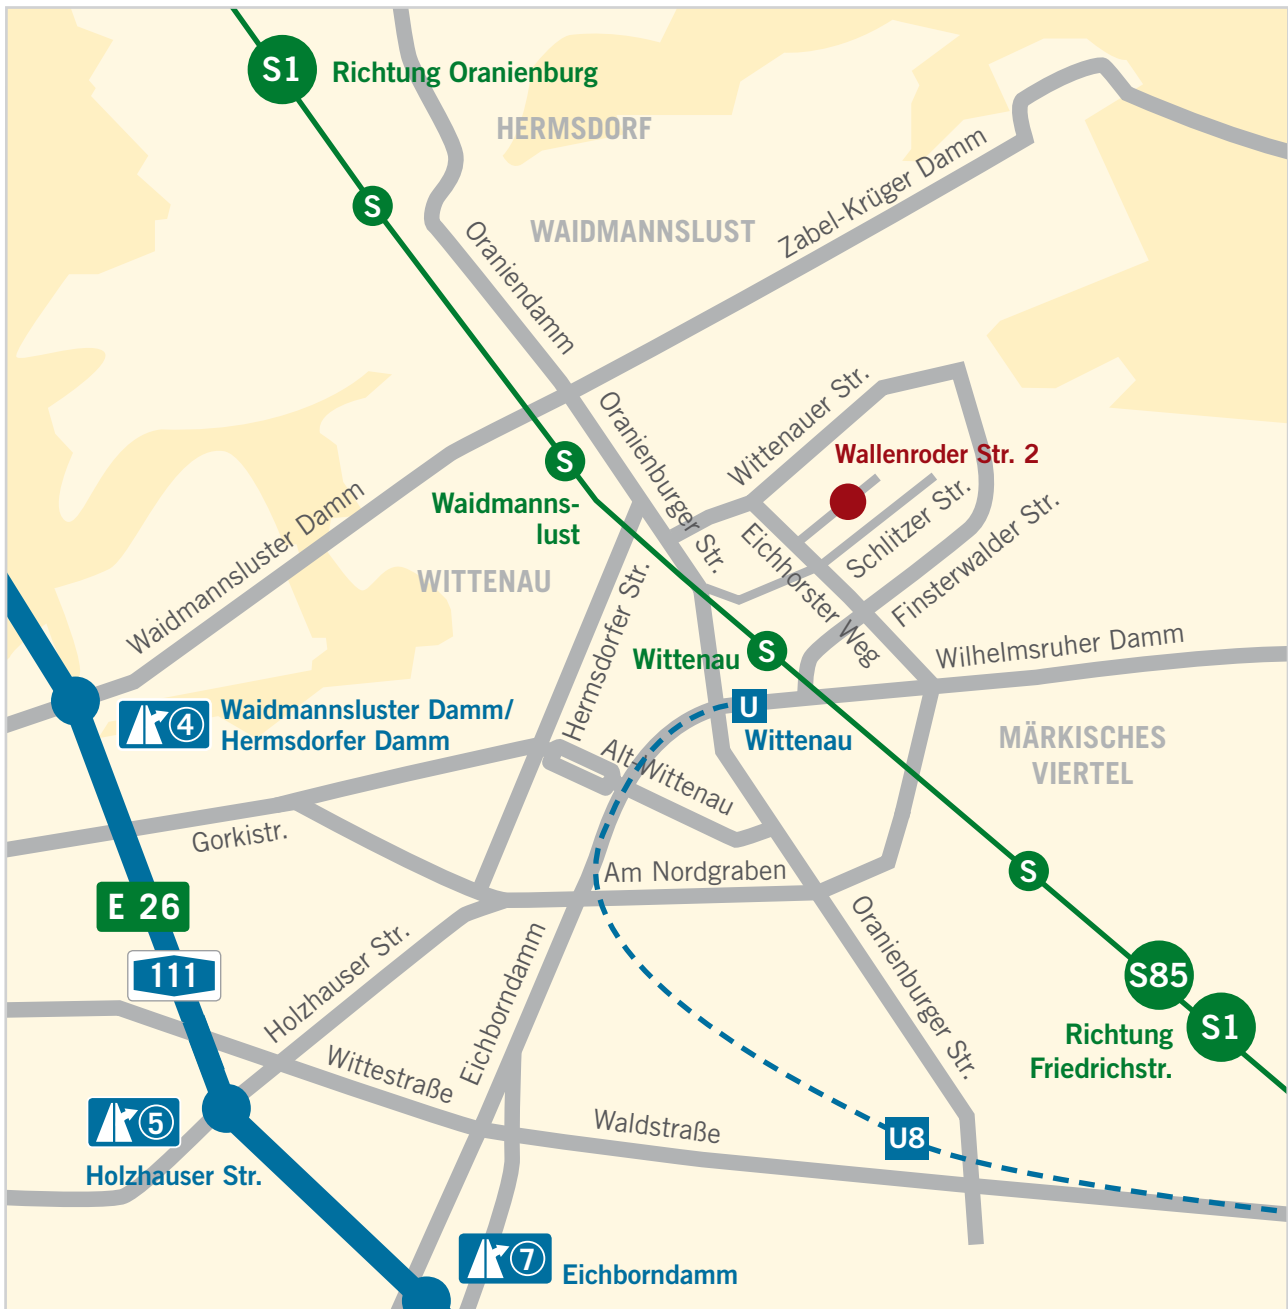 S1
Richtung Oranienburg
HERMSDORF
S
WAIDMANNSLUST
Zabel-Krüger Damm
Oraniendamm
Wittenauer Str.
Oranienburger Str.
Wallenroder Str. 2
S
Waidmanns-
lust
Waidmannsluster Damm
Schlitzer Str.
Eichhorster Weg
Finsterwalder Str.
WITTENAU
Hermsdorfer Str.
Wittenau
S
Wilhelmsruher Damm
4
Waidmannsluster Damm/
Hermsdorfer Damm
U
Wittenau
MÄRKISCHES
VIERTEL
Alt-Wittenau
Gorkistr.
Am Nordgraben
S
E 26
111
Holzhauser Str.
Eichborndamm
Oranienburger Str.
S85
S1
Richtung
Friedrichstr.
Wittestraße
5
Holzhauser Str.
Waldstraße
U8
7
Eichborndamm